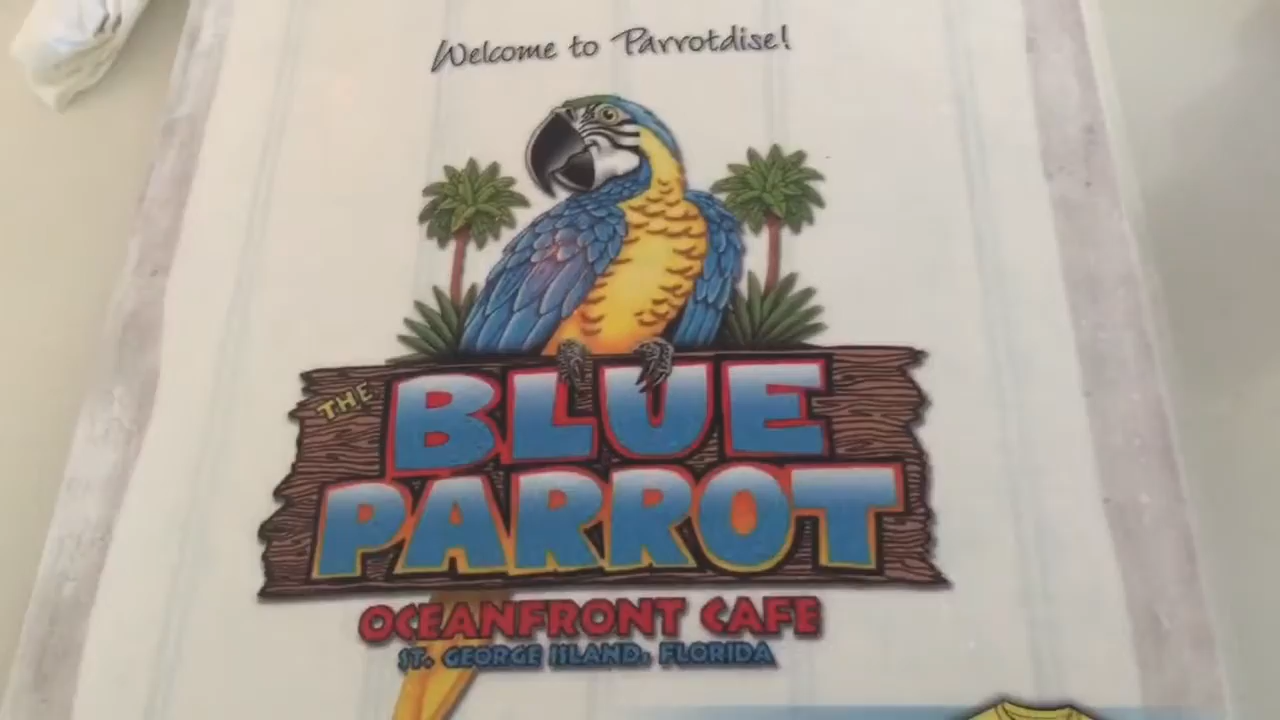 Welcome to Parrotdise!
THE
BLUE
PARROT
OCEANFRONT CAFE
ST. GEORGE ISLAND, FLORIDA